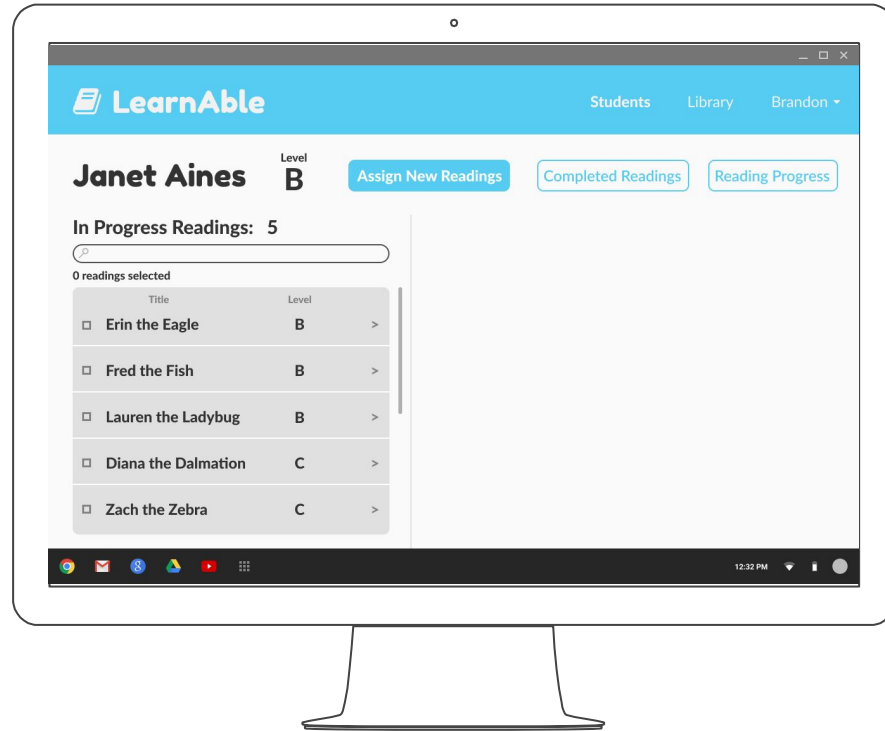 LearnAble
Students Library Brandon
Janet Aines
Level
B
Assign New Readings
Completed Readings
Reading Progress
In Progress Readings: 5
0 readings selected
Title Level
Erin the Eagle B >
Fred the Fish B >
Lauren the Ladybug B >
Diana the Dalmation C >
Zach the Zebra C >
8
12:32 PM